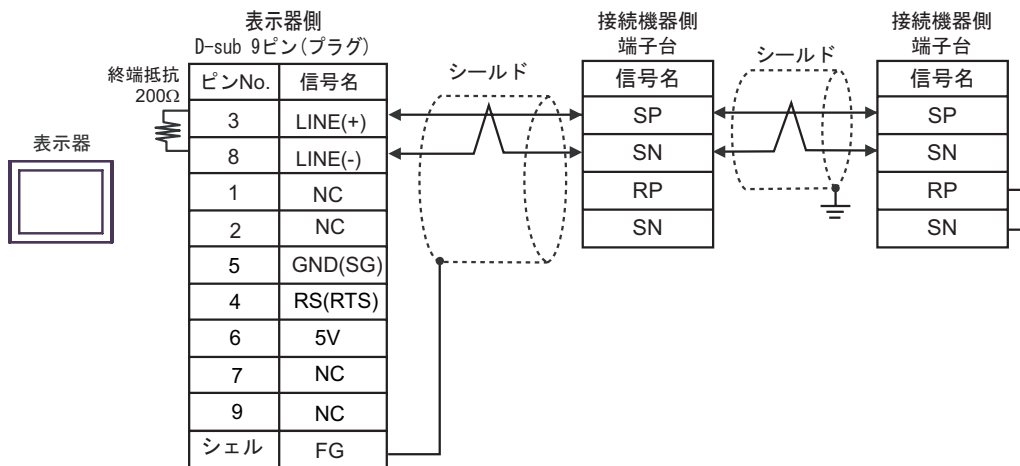 表示器側
D-sub 9ピン(プラグ)
終端抵抗
200Ω
表示器
ピンNo. 信号名
3 LINE(+)
8 LINE(-)
1 NC
2 NC
5 GND(SG)
4 RS(RTS)
6 5V
7 NC
9 NC
シェル FG
シールド
接続機器側
端子台
信号名
SP
SN
RP
SN
シールド
接続機器側
端子台
信号名
SP
SN
RP
SN